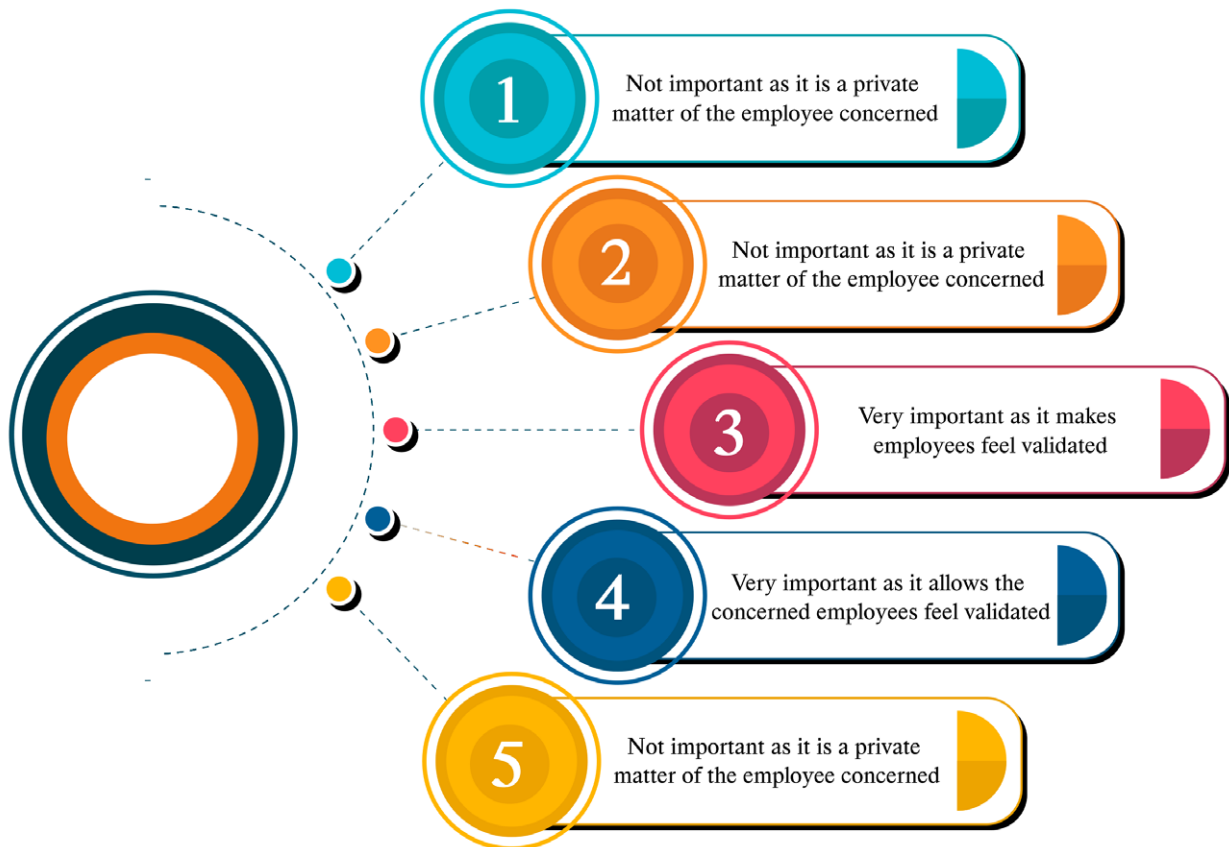 1
Not important as it is a private
matter of the employee concerned
2
Not important as it is a private
matter of the employee concerned
3
Very important as it makes
employees feel validated
4
Very important as it allows the
concerned employees feel validated
5
Not important as it is a private
matter of the employee concerned